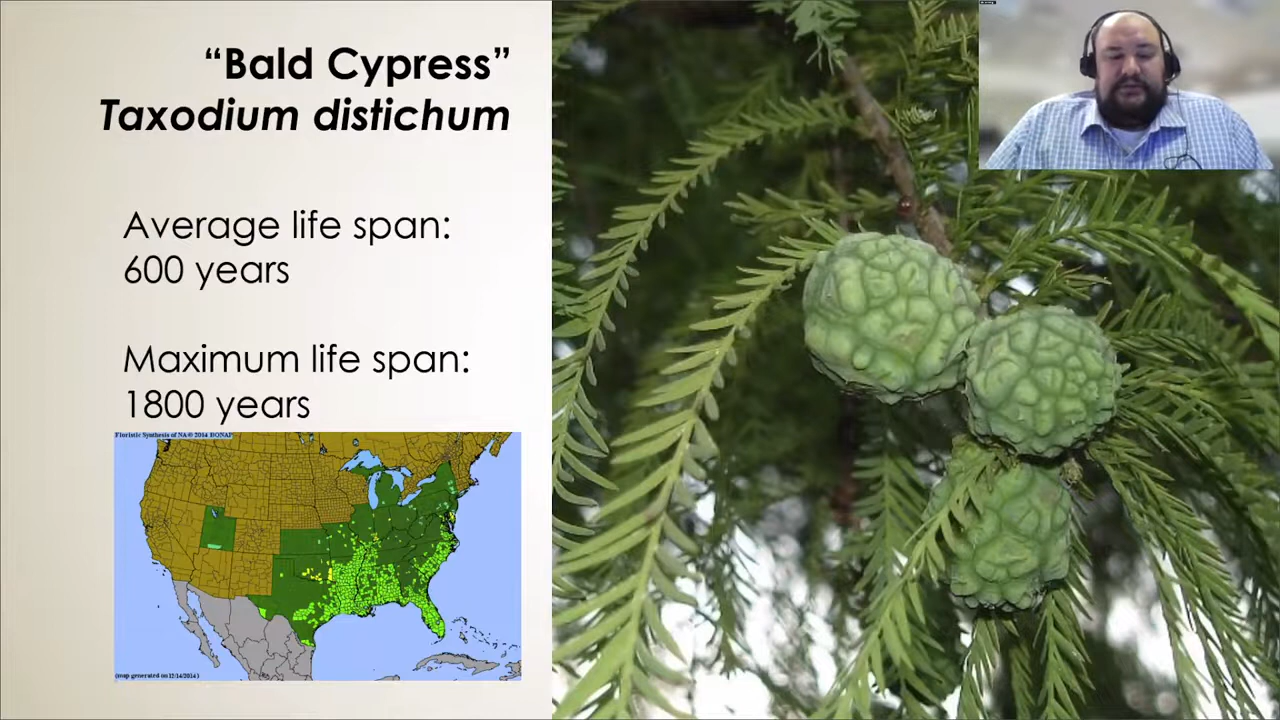 “Bald Cypress”
Taxodium distichum
Average life span:
600 years
Maximum life span:
1800 years
Floristic Synthesis of NA © 2014 BONAP
(map generated on 12/14/2014)